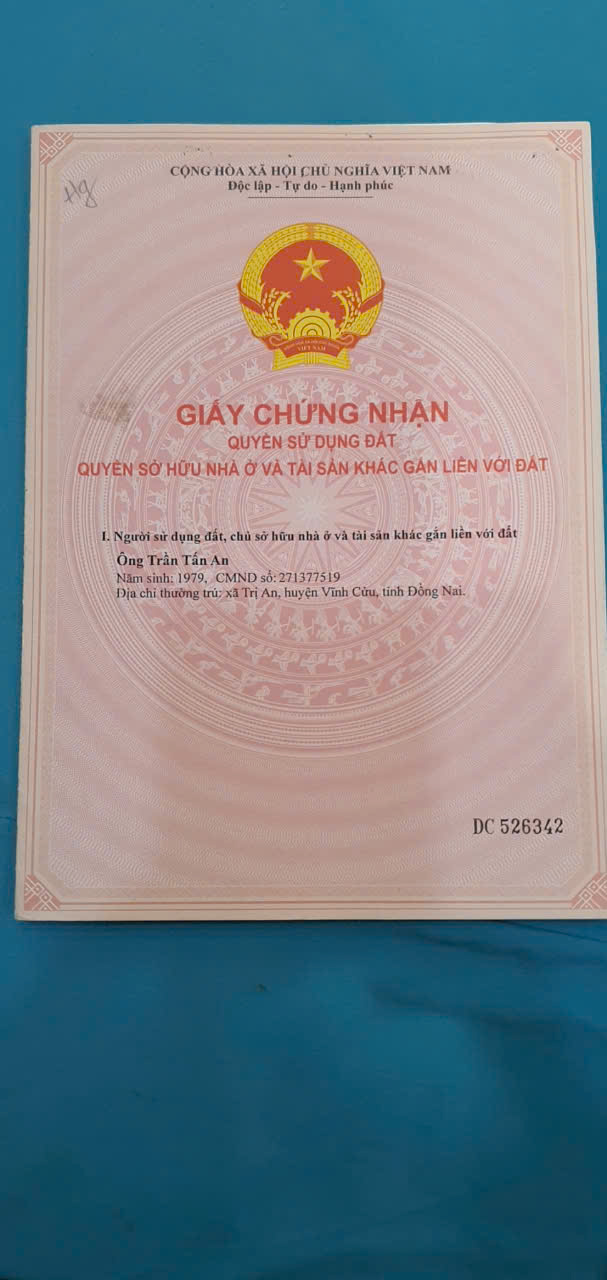 CỘNG HÒA XÃ HỘI CHỦ NGHĨA VIỆT NAM
Độc lập - Tự do - Hạnh phúc
VIỆT NAM
GIẤY CHỨNG NHẬN
QUYỀN SỬ DỤNG ĐẤT
QUYỀN SỞ HỮU NHÀ Ở VÀ TÀI SẢN KHÁC GẮN LIỀN VỚI ĐẤT
I. Người sử dụng đất, chủ sở hữu nhà ở và tài sản khác gắn liền với đất
Ông Trần Tấn An
Năm sinh: 1979, CMND số: 271377519
Địa chỉ thường trú: xã Trị An, huyện Vĩnh Cửu, tỉnh Đồng Nai.
DC 526342